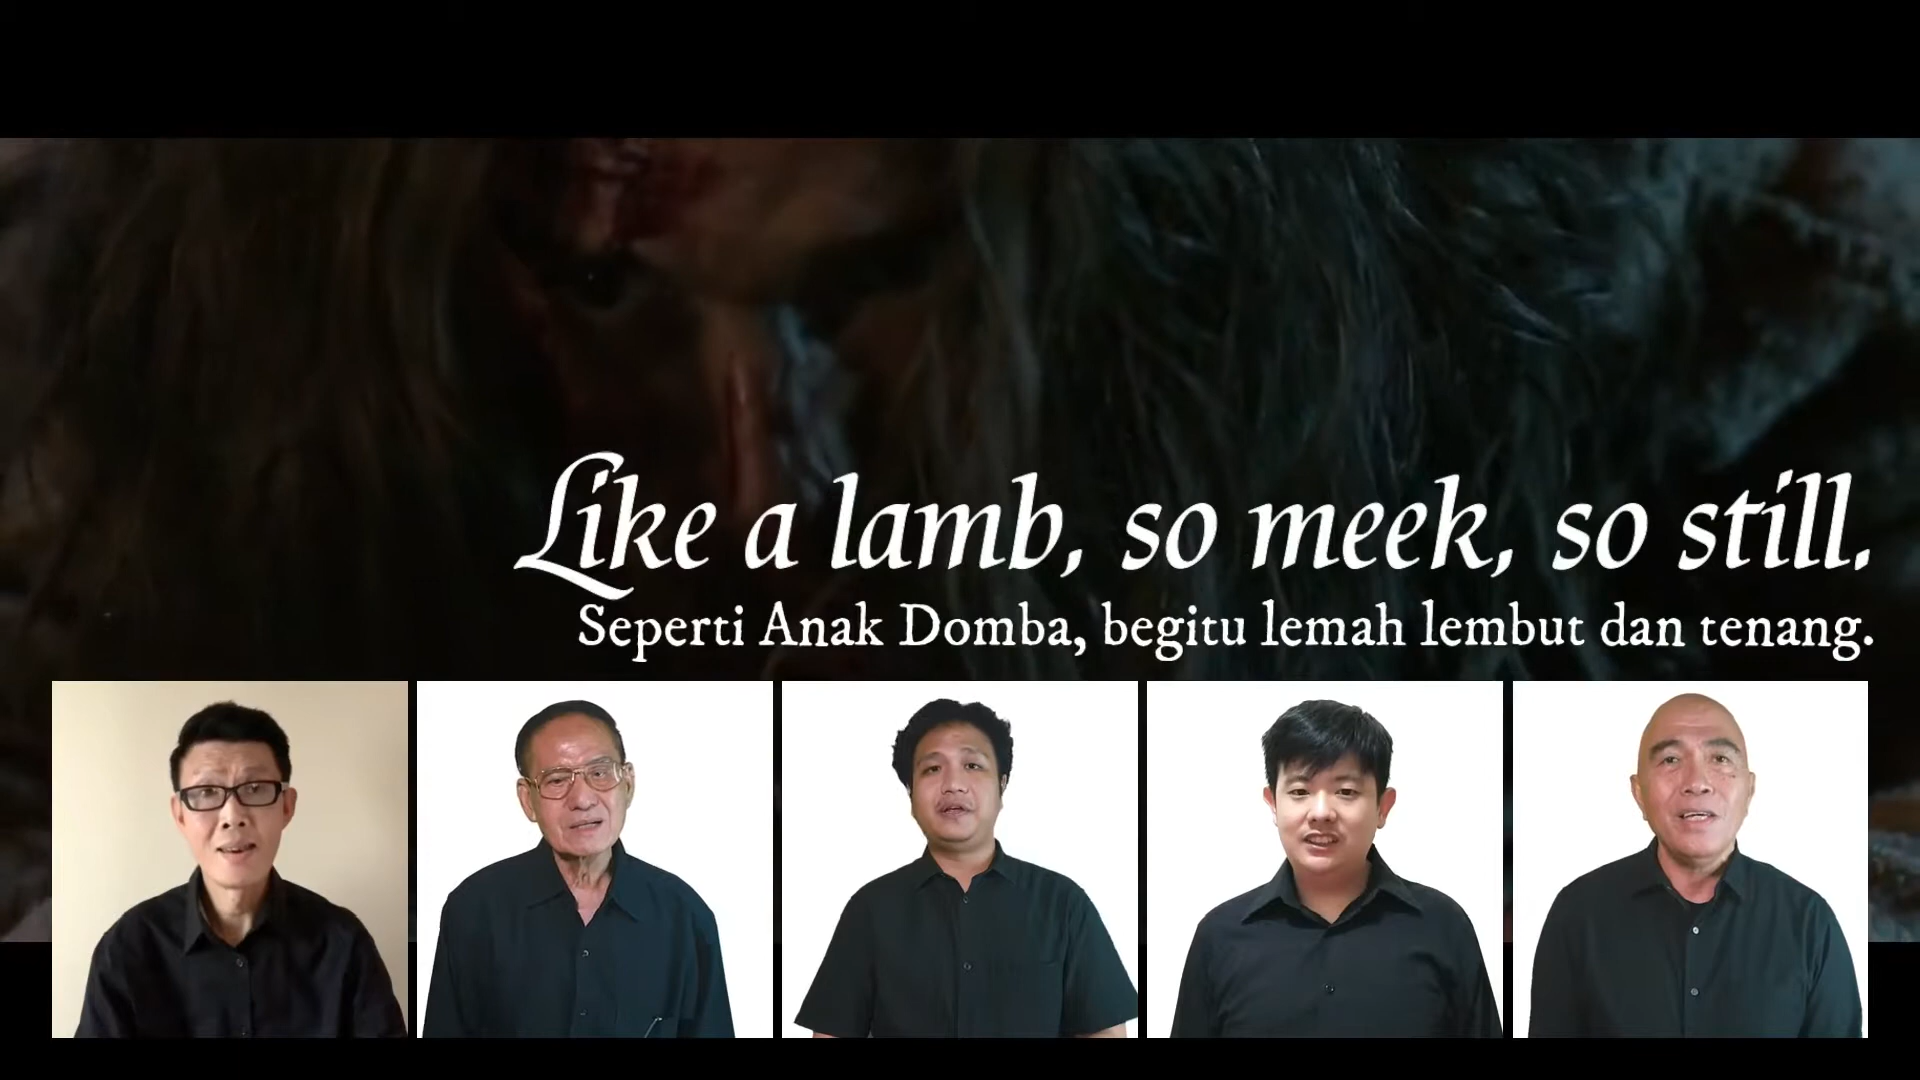 Like a lamb, so meek, so still.
Seperti Anak Domba, begitu lemah lembut dan tenang.